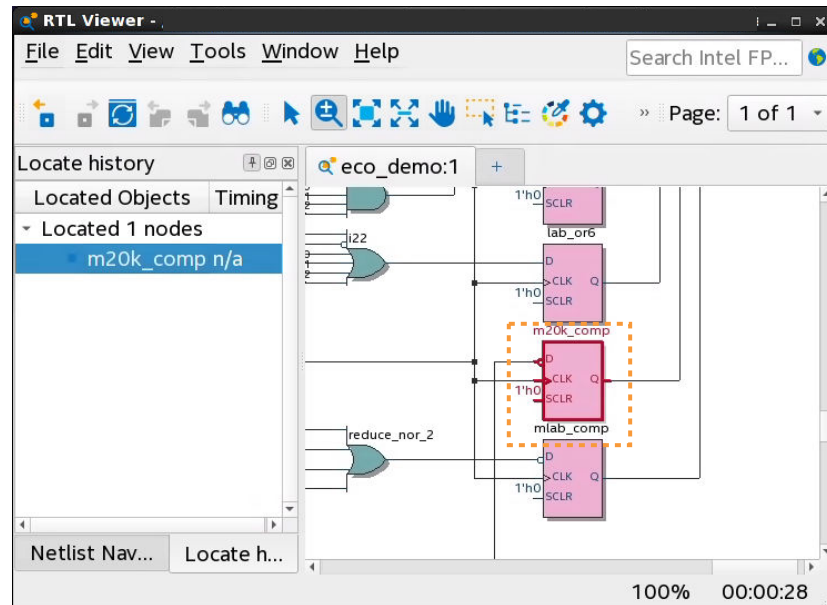 RTL Viewer -
File Edit View Tools Window Help
Search Intel FP...
» Page: 1 of 1
Locate history
eco_demo:1 +
Located Objects Timing
Located 1 nodes
m20k_comp n/a
1'h0 SCLR
i22
lab_or6
D
CLK Q
1'h0
SCLR
m20k_comp
D
CLK Q
1'h0
SCLR
reduce_nor_2
mlab_comp
D
CLK Q
1'h0
SCLR
Netlist Nav...
Locate h...
100% 00:00:28